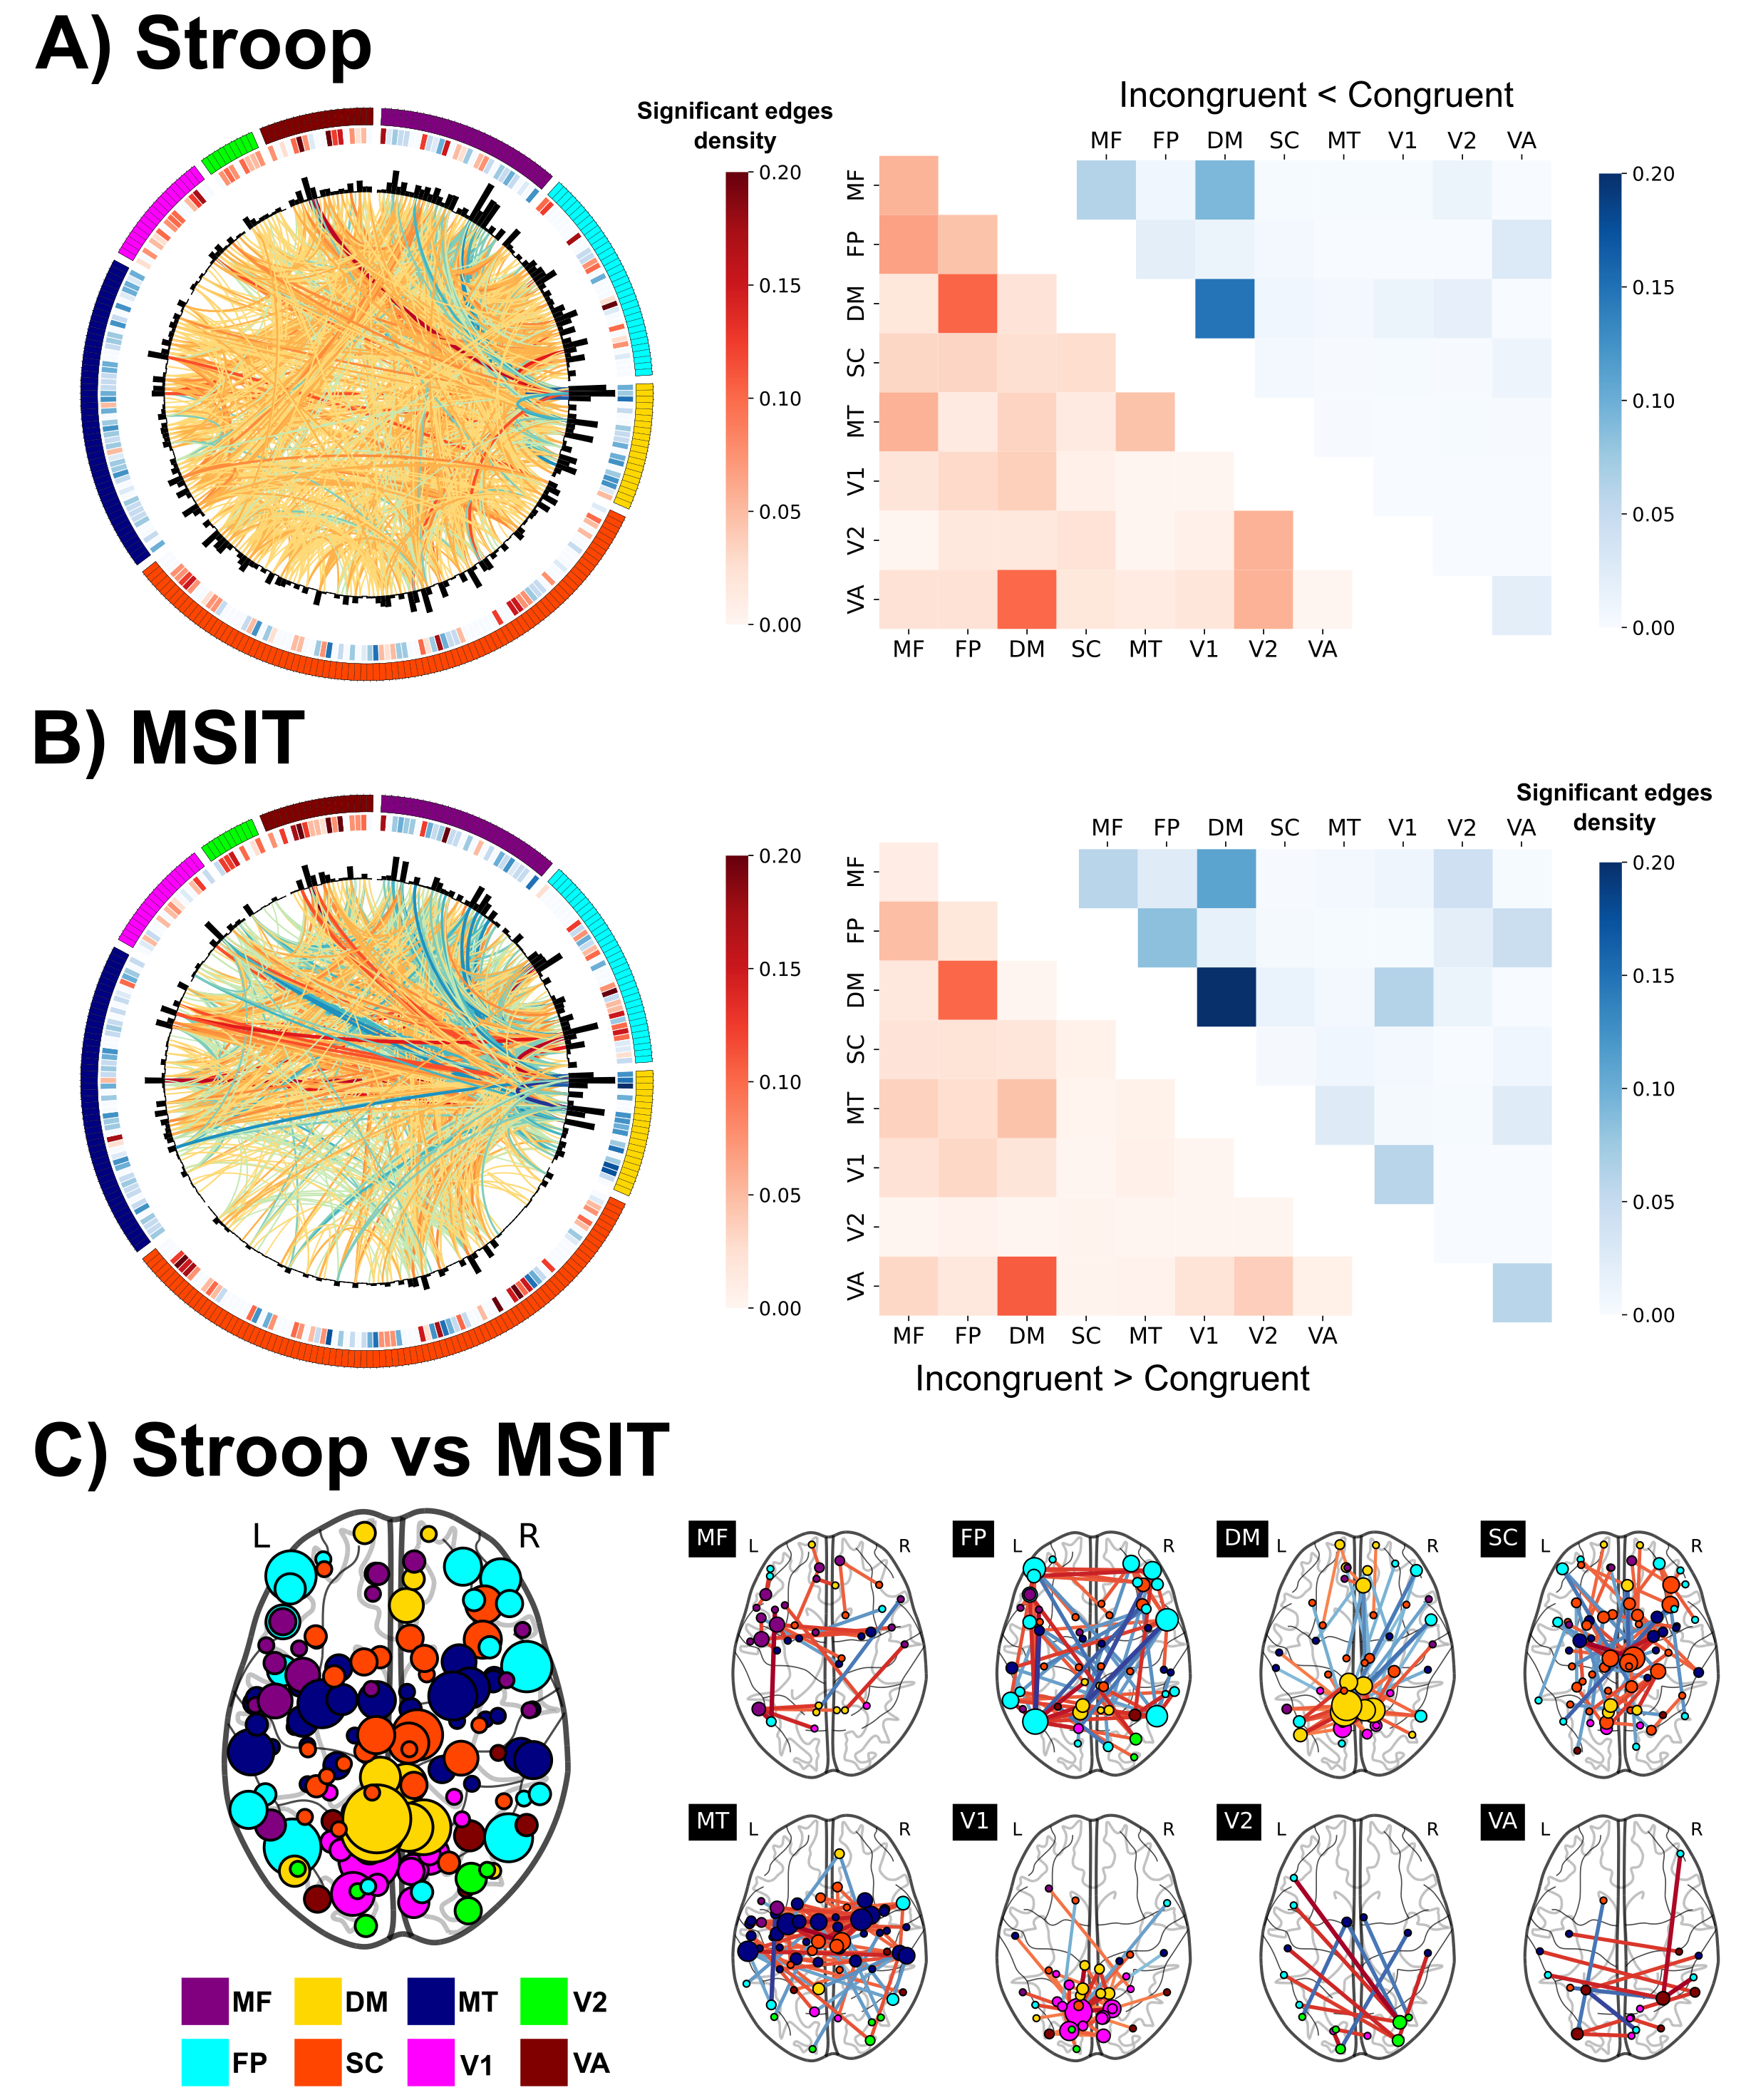 A) Stroop
Incongruent < Congruent
Significant edges
density
MF FP DM SC MT V1 V2 VA
0.20
0.15
0.10
0.05
0.00
MF
FP
DM
SC
MT
V1
V2
VA
MF FP DM SC MT V1 V2 VA
0.20
0.15
0.10
0.05
0.00
B) MSIT
Significant edges
density
MF FP DM SC MT V1 V2 VA
0.20
0.15
0.10
0.05
0.00
MF
FP
DM
SC
MT
V1
V2
VA
MF FP DM SC MT V1 V2 VA
0.20
0.15
0.10
0.05
0.00
Incongruent > Congruent
C) Stroop vs MSIT
L R
MF L R
FP L R
DM L R
SC L R
MT L R
V1 L R
V2 L R
VA L R
MF DM MT V2
FP SC V1 VA